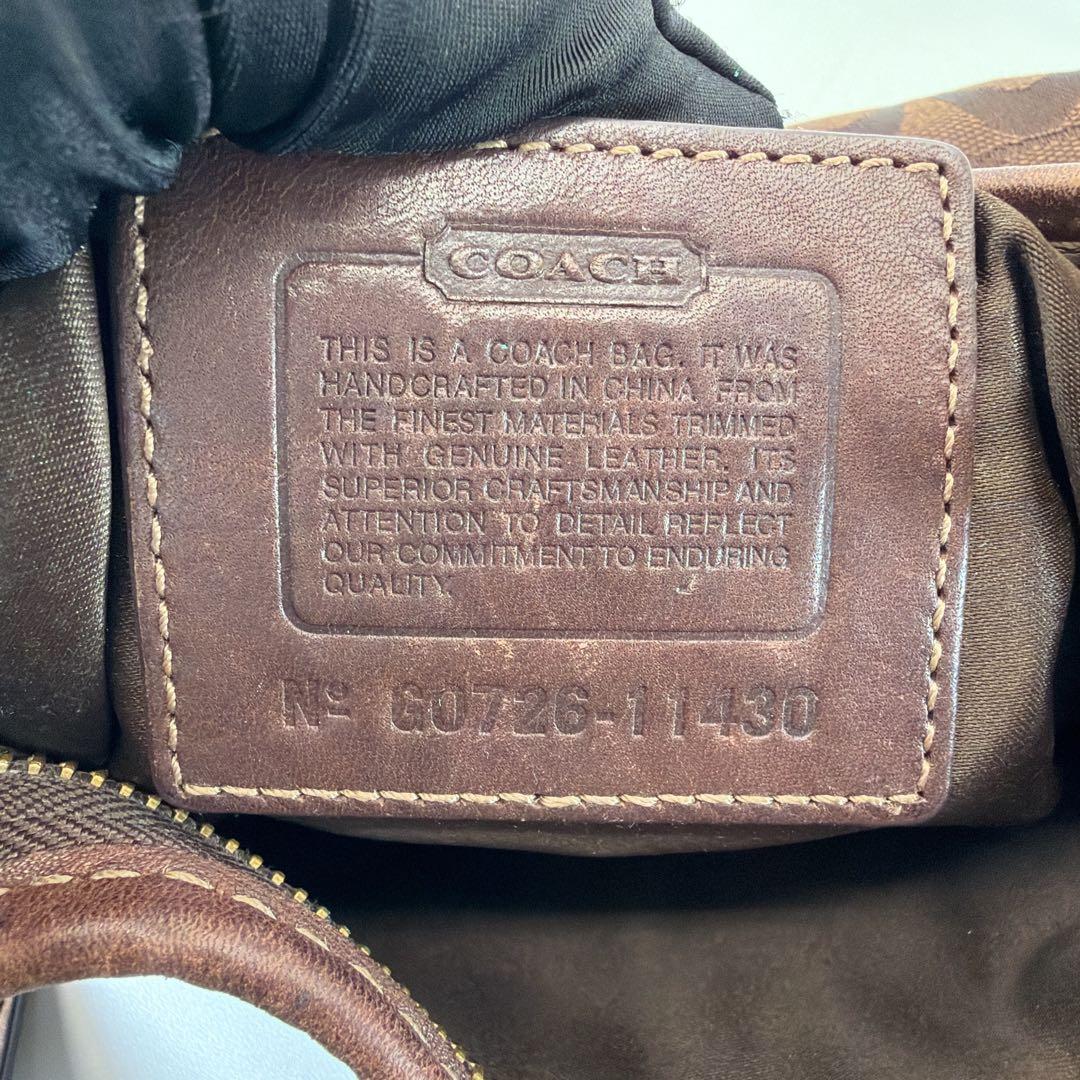 COACH
THIS IS A COACH BAG. IT WAS
HANDCRAFTED IN CHINA FROM
THE FINEST MATERIALS TRIMMED
WITH GENUINE LEATHER. ITS
SUPERIOR CRAFTSMANSHIP AND
ATTENTION TO DETAIL REFLECT
OUR COMMITMENT TO ENDURING
QUALITY.
Nº G0726-11430